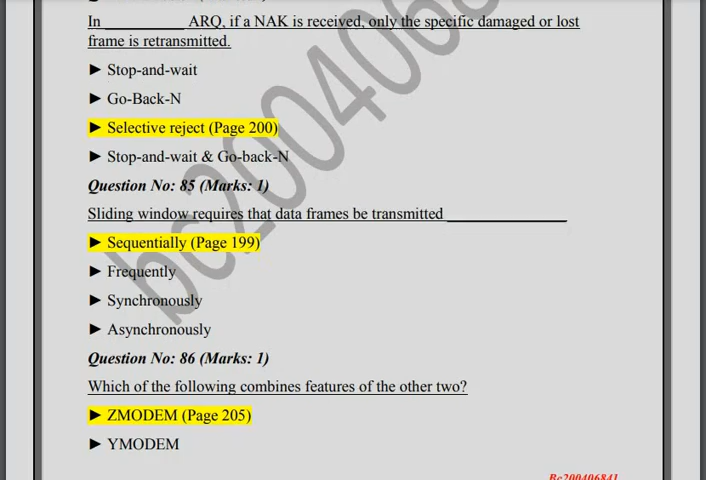 In __________ ARQ, if a NAK is received, only the specific damaged or lost
frame is retransmitted.
► Stop-and-wait
► Go-Back-N
► Selective reject (Page 200)
► Stop-and-wait & Go-back-N
Question No: 85 (Marks: 1)
Sliding window requires that data frames be transmitted _______________
► Sequentially (Page 199)
► Frequently
► Synchronously
► Asynchronously
Question No: 86 (Marks: 1)
Which of the following combines features of the other two?
► ZMODEM (Page 205)
► YMODEM
Bc200406841